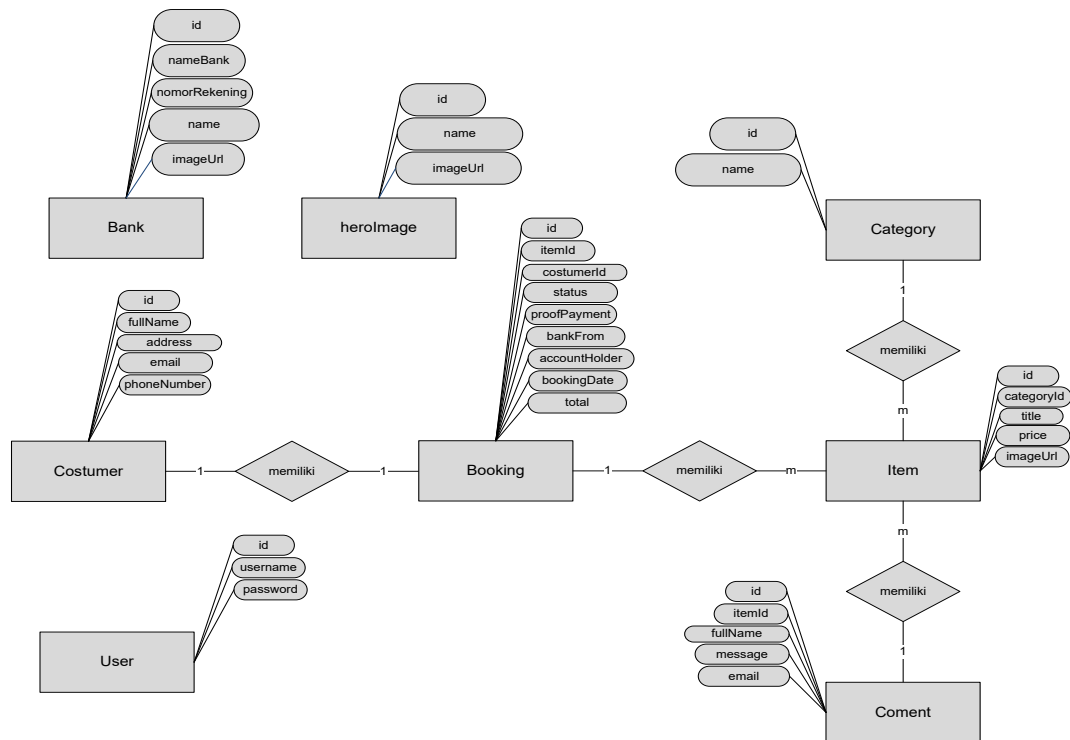 id
nameBank
nomorRekening
name
imageUrl
Bank
id
name
imageUrl
heroImage
id
name
Category
1
memiliki
m
id
itemId
costumerId
status
proofPayment
bankFrom
accountHolder
bookingDate
total
Booking
id
fullName
address
email
phoneNumber
Costumer
1
memiliki
1
1
memiliki
m
id
categoryId
title
price
imageUrl
Item
m
memiliki
1
id
username
password
User
id
itemId
fullName
message
email
Coment